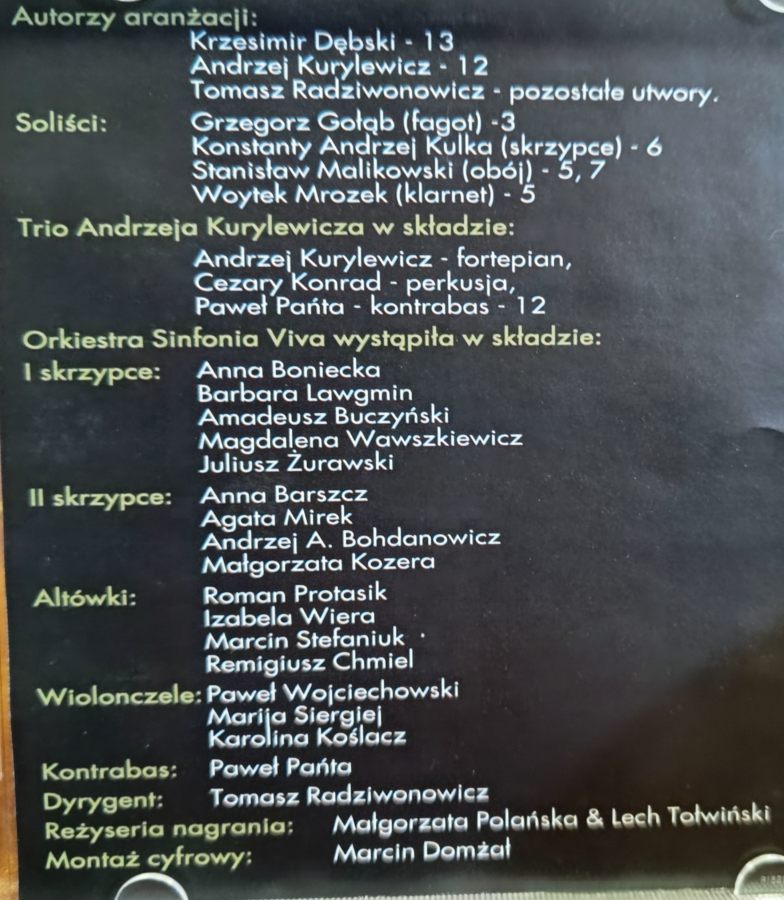 Autorzy aranżacji:
Krzesimir Dębski - 13
Andrzej Kurylewicz - 12
Tomasz Radziwonowicz - pozostałe utwory.
Soliści: Grzegorz Gołąb (fagot) -3
Konstanty Andrzej Kulka (skrzypce) - 6
Stanisław Malikowski (obój) - 5, 7
Woytek Mrozek (klarnet) - 5
Trio Andrzeja Kurylewicza w składzie:
Andrzej Kurylewicz - fortepian,
Cezary Konrad - perkusja,
Paweł Pańta - kontrabas - 12
Orkiestra Sinfonia Viva wystąpiła w składzie:
I skrzypce: Anna Boniecka
Barbara Lawgmin
Amadeusz Buczyński
Magdalena Wawszkiewicz
Juliusz Żurawski
II skrzypce: Anna Barszcz
Agata Mirek
Andrzej A. Bohdanowicz
Małgorzata Kozera
Altówki: Roman Protasik
Izabela Wiera
Marcin Stefaniuk
Remigiusz Chmiel
Wiolonczele: Paweł Wojciechowski
Marija Siergiej
Karolina Koślacz
Kontrabas: Paweł Pańta
Dyrygent: Tomasz Radziwonowicz
Reżyseria nagrania: Małgorzata Polańska & Lech Tołwiński
Montaż cyfrowy: Marcin Domżał